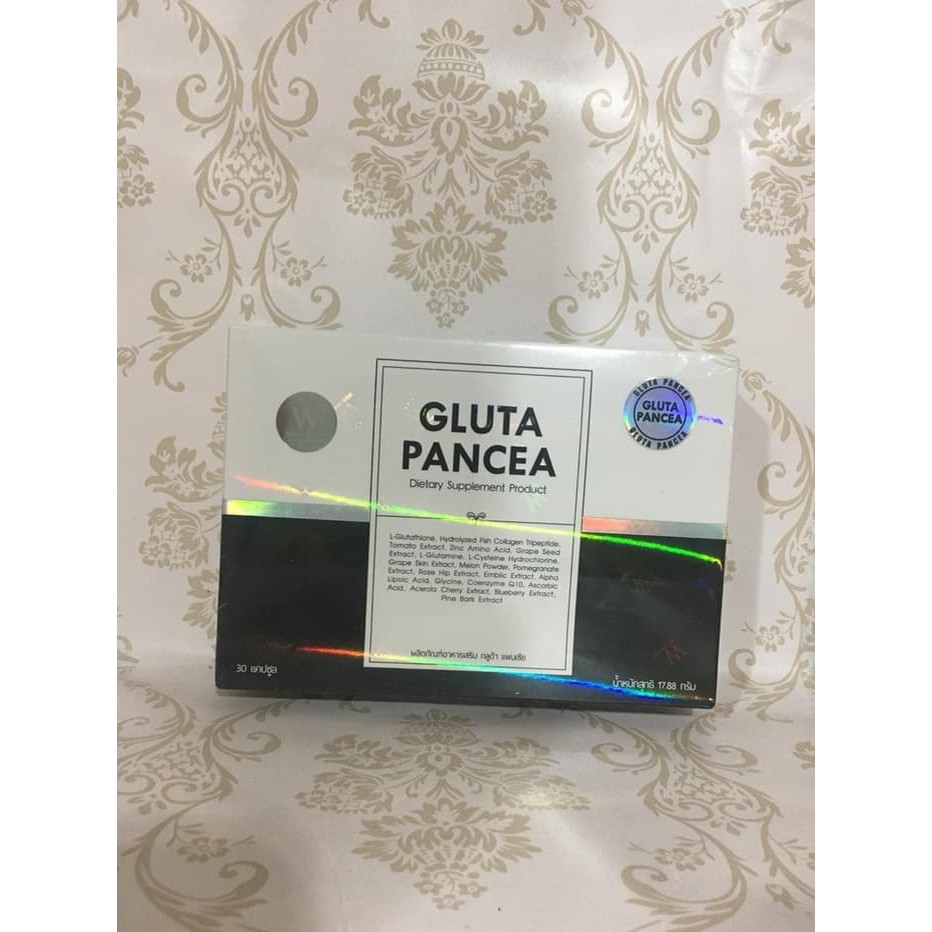 GLUTA
PANCEA
Dietary Supplement Product
L-Glutathione, Hydrolysed Fish Collagen Tripeptide,
Tomato Extract, Zinc Amino Acid, Grape Seed
Extract, L-Glutamine, L-Cysteine Hydrochlorine,
Grape Skin Extract, Melon Powder, Pomegranate
Extract, Rose Hip Extract, Emblic Extract, Alpha
Lipoic Acid, Glycine, Coenzyme Q10, Ascorbic
Acid, Acerola Cherry Extract, Blueberry Extract,
Pine Bark Extract
ผลิตภัณฑ์อาหารเสริม กลูต้า แพนเซีย
GLUTA PANCEA
GLUTA
PANCEA
GLUTA PANCEA
W
30 แคปซูล
น้ำหนักสุทธิ 17.88 กรัม